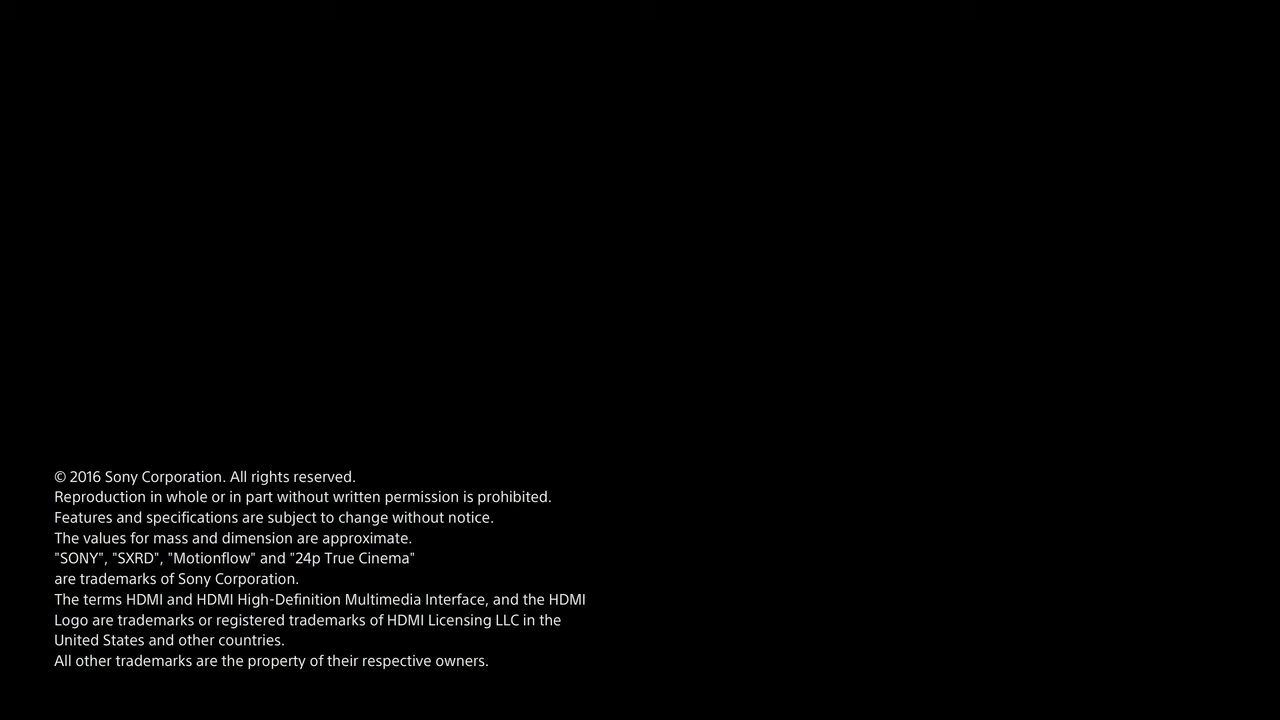 © 2016 Sony Corporation. All rights reserved.
Reproduction in whole or in part without written permission is prohibited.
Features and specifications are subject to change without notice.
The values for mass and dimension are approximate.
"SONY", "SXRD", "Motionflow" and "24p True Cinema"
are trademarks of Sony Corporation.
The terms HDMI and HDMI High-Definition Multimedia Interface, and the HDMI
Logo are trademarks or registered trademarks of HDMI Licensing LLC in the
United States and other countries.
All other trademarks are the property of their respective owners.